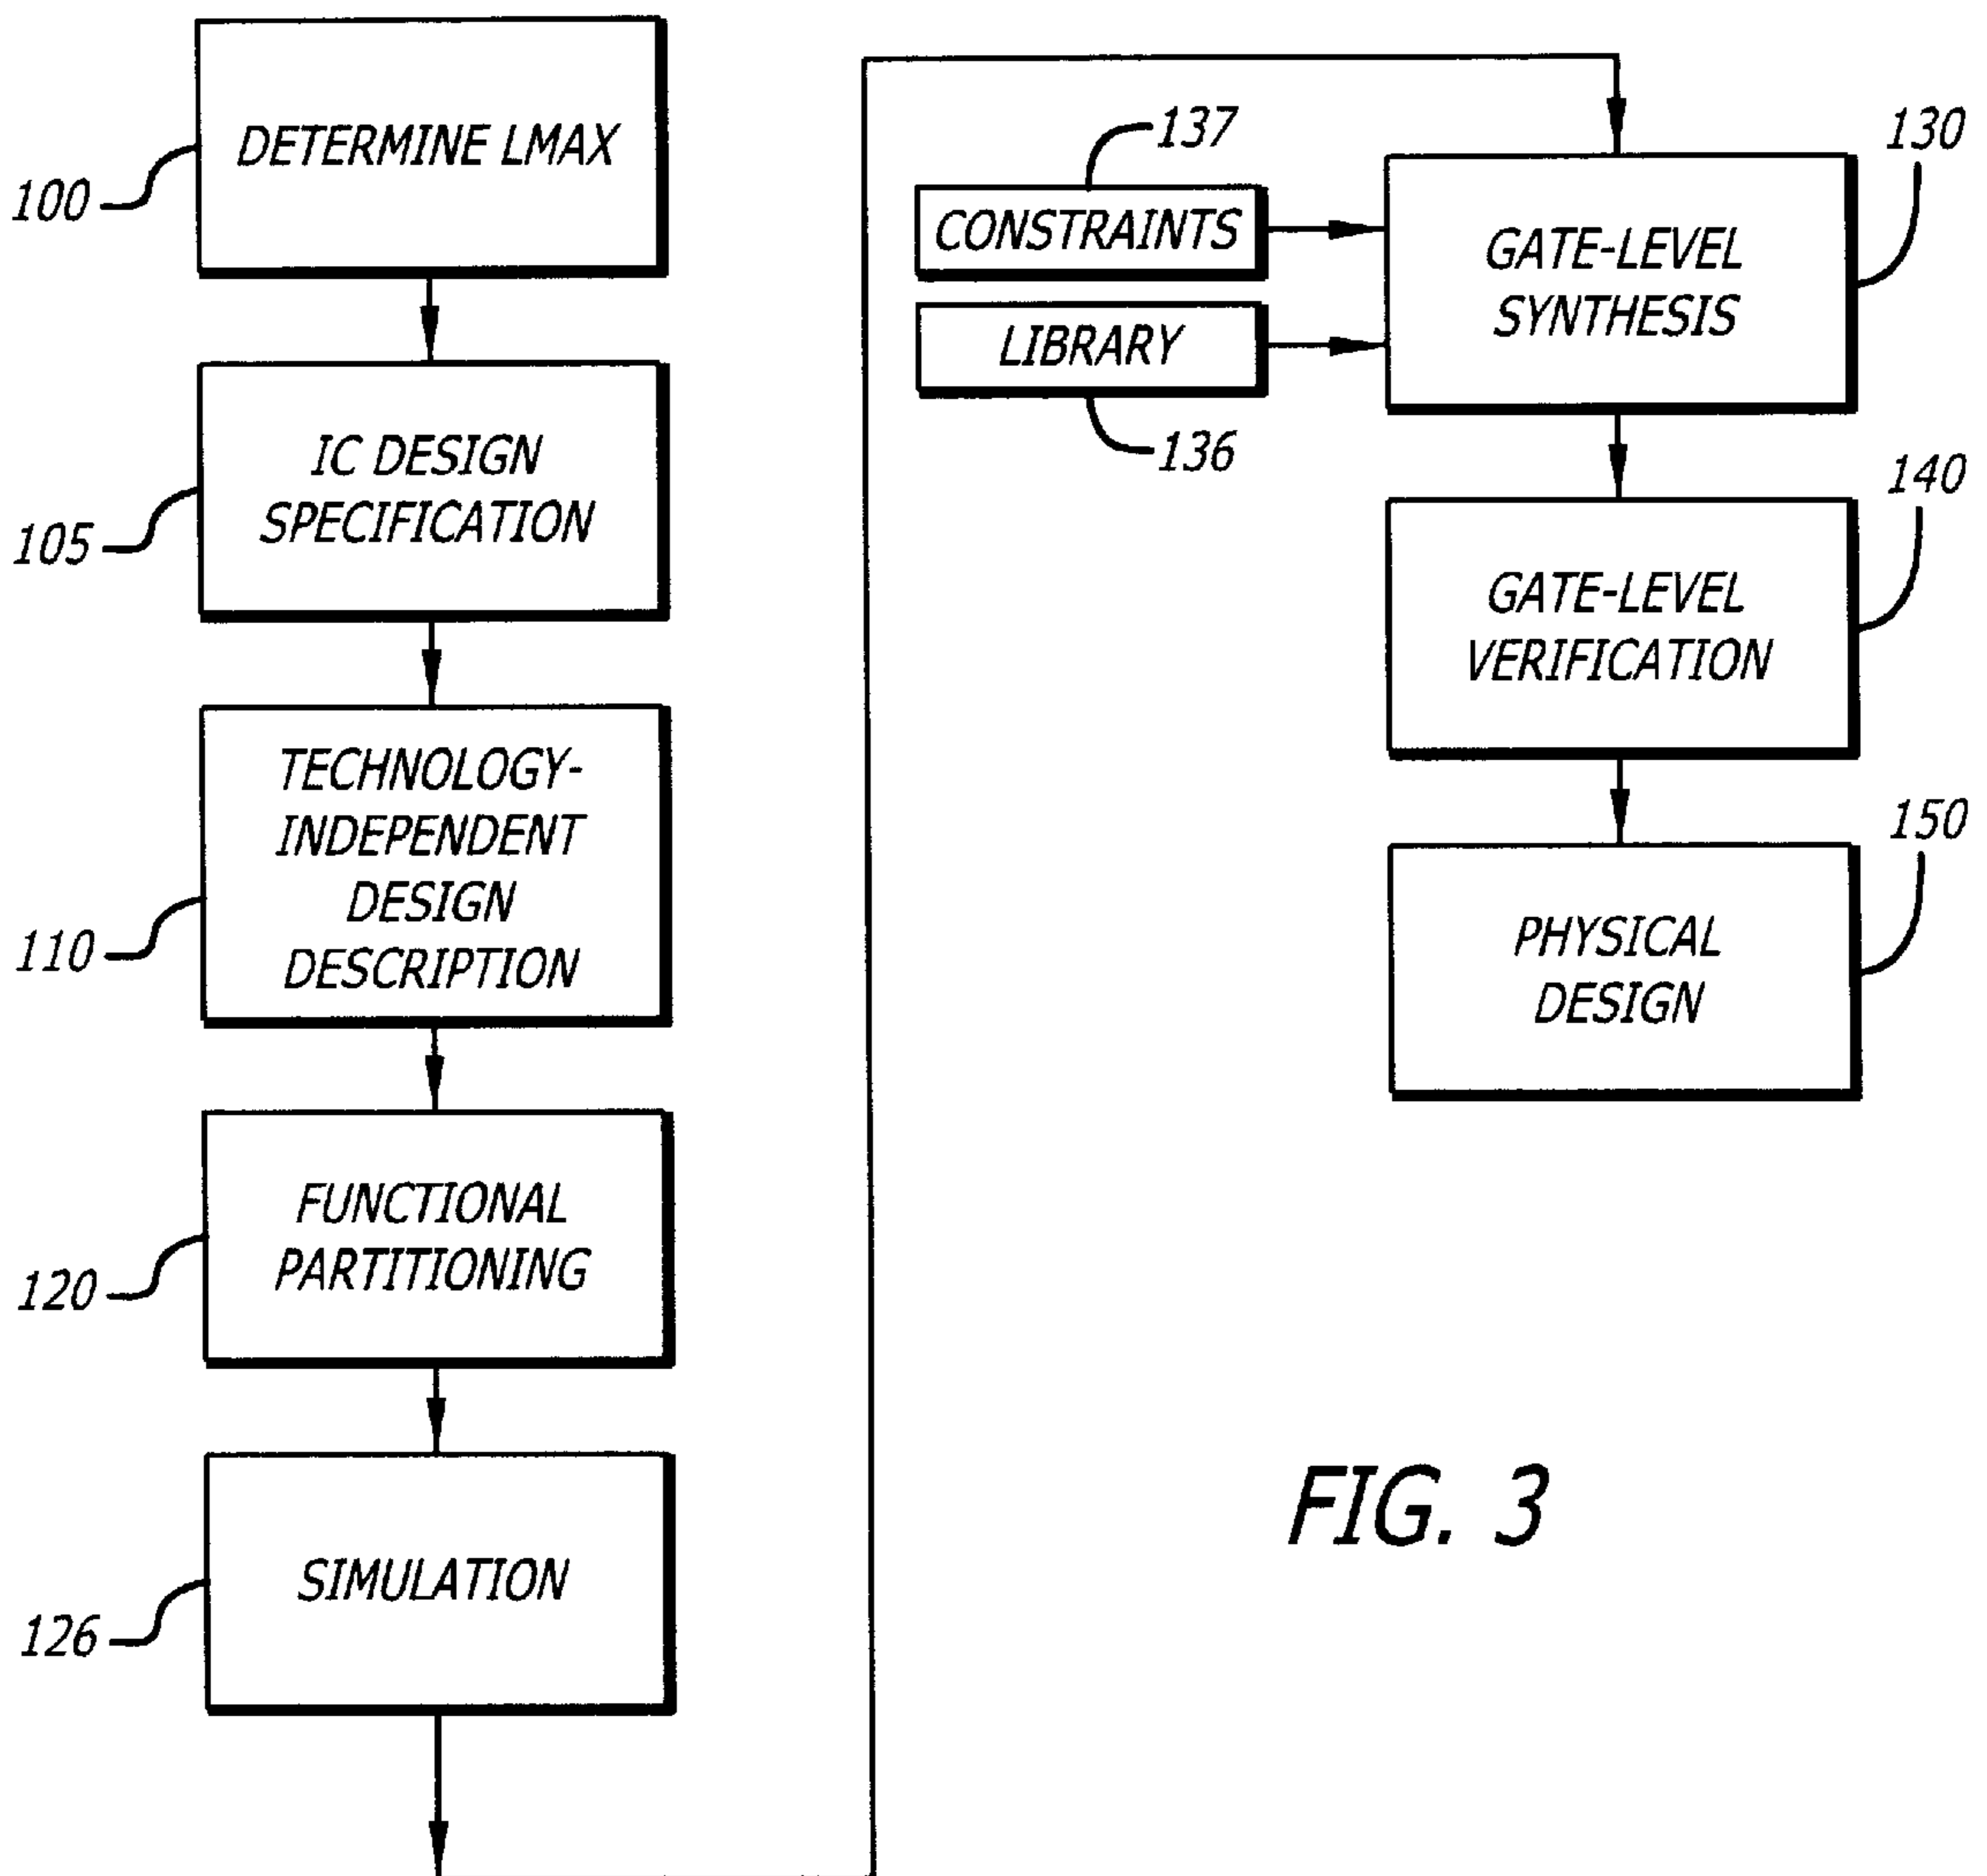 DETERMINE LMAX
100
IC DESIGN
SPECIFICATION
105
TECHNOLOGY-
INDEPENDENT
DESIGN
DESCRIPTION
110
FUNCTIONAL
PARTITIONING
120
SIMULATION
126
137
CONSTRAINTS
LIBRARY
136
130
GATE-LEVEL
SYNTHESIS
140
GATE-LEVEL
VERIFICATION
150
PHYSICAL
DESIGN
FIG. 3